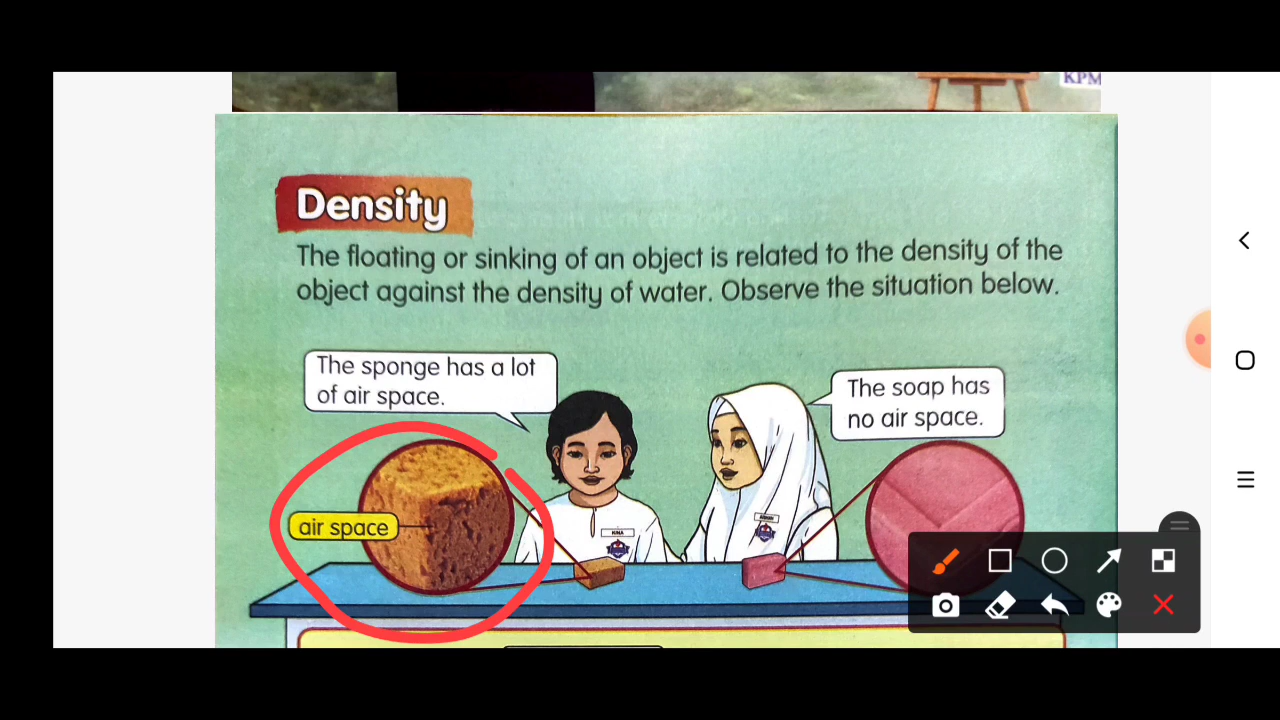 KPM
Density
The floating or sinking of an object is related to the density of the
object against the density of water. Observe the situation below.
The sponge has a lot
of air space.
The soap has
no air space.
air space